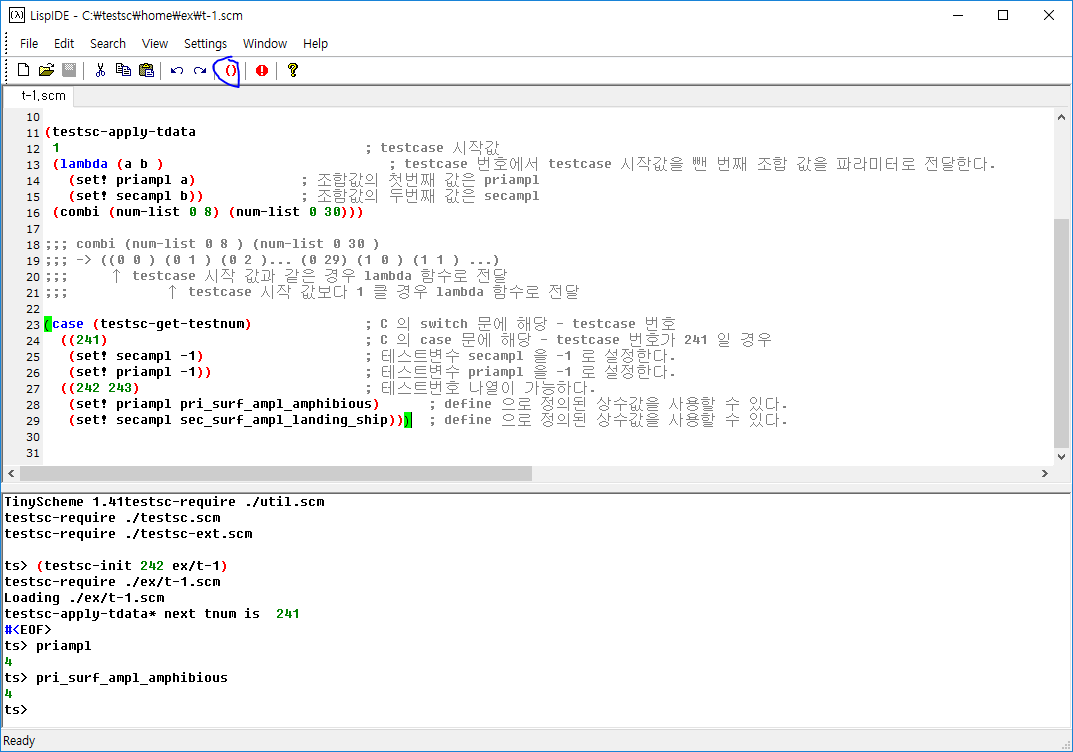 LispIDE - C:₩testsc₩home₩ex₩t-1.scm
File Edit Search View Settings Window Help
t-1.scm
10
11 (testsc-apply-tdata
12 1 ; testcase 시작값
13 (lambda (a b ) ; testcase 번호에서 testcase 시작값을 뺀 번째 조합 값을 파라미터로 전달한다.
14 (set! priampl a) ; 조합값의 첫번째 값은 priampl
15 (set! secampl b)) ; 조합값의 두번째 값은 secampl
16 (combi (num-list 0 8) (num-list 0 30)))
17
18 ;;; combi (num-list 0 8 ) (num-list 0 30 )
19 ;;; -> ((0 0 ) (0 1 ) (0 2 )... (0 29) (1 0 ) (1 1 ) ...)
20 ;;; ↑ testcase 시작 값과 같은 경우 lambda 함수로 전달
21 ;;; ↑ testcase 시작 값보다 1 클 경우 lambda 함수로 전달
22
23 (case (testsc-get-testnum) ; C 의 switch 문에 해당 - testcase 번호
24 ((241) ; C 의 case 문에 해당 - testcase 번호가 241 일 경우
25 (set! secampl -1) ; 테스트변수 secampl 을 -1 로 설정한다.
26 (set! priampl -1)) ; 테스트변수 priampl 을 -1 로 설정한다.
27 ((242 243) ; 테스트번호 나열이 가능하다.
28 (set! priampl pri_surf_ampl_amphibious) ; define 으로 정의된 상수값을 사용할 수 있다.
29 (set! secampl sec_surf_ampl_landing_ship))) ; define 으로 정의된 상수값을 사용할 수 있다.
30
31
TinyScheme 1.41testsc-require ./util.scm
testsc-require ./testsc.scm
testsc-require ./testsc-ext.scm
ts> (testsc-init 242 ex/t-1)
testsc-require ./ex/t-1.scm
Loading ./ex/t-1.scm
testsc-apply-tdata* next tnum is 241
#<EOF>
ts> priampl
4
ts> pri_surf_ampl_amphibious
4
ts>
Ready